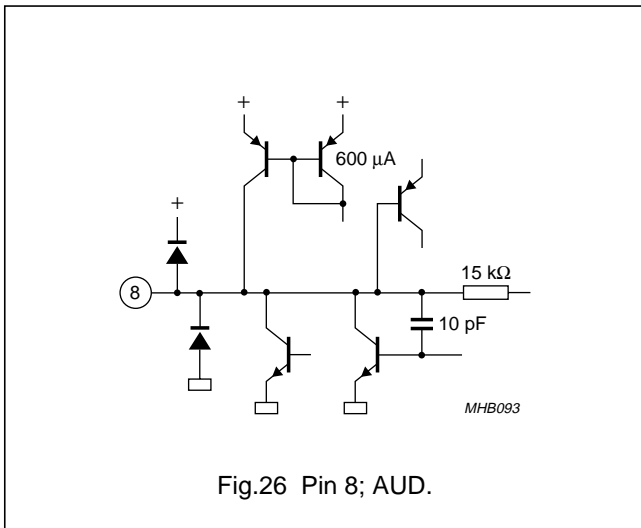 + +
600 μA
+
15 kΩ
8
10 pF
MHB093
Fig.26 Pin 8; AUD.